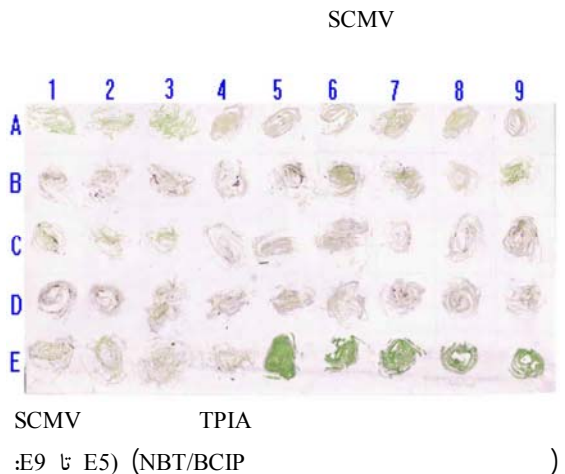 SCMV
1 2 3 4 5 6 7 8 9
A
B
C
D
E
SCMV TPIA
(NBT/BCIP) (E5 تا E9: